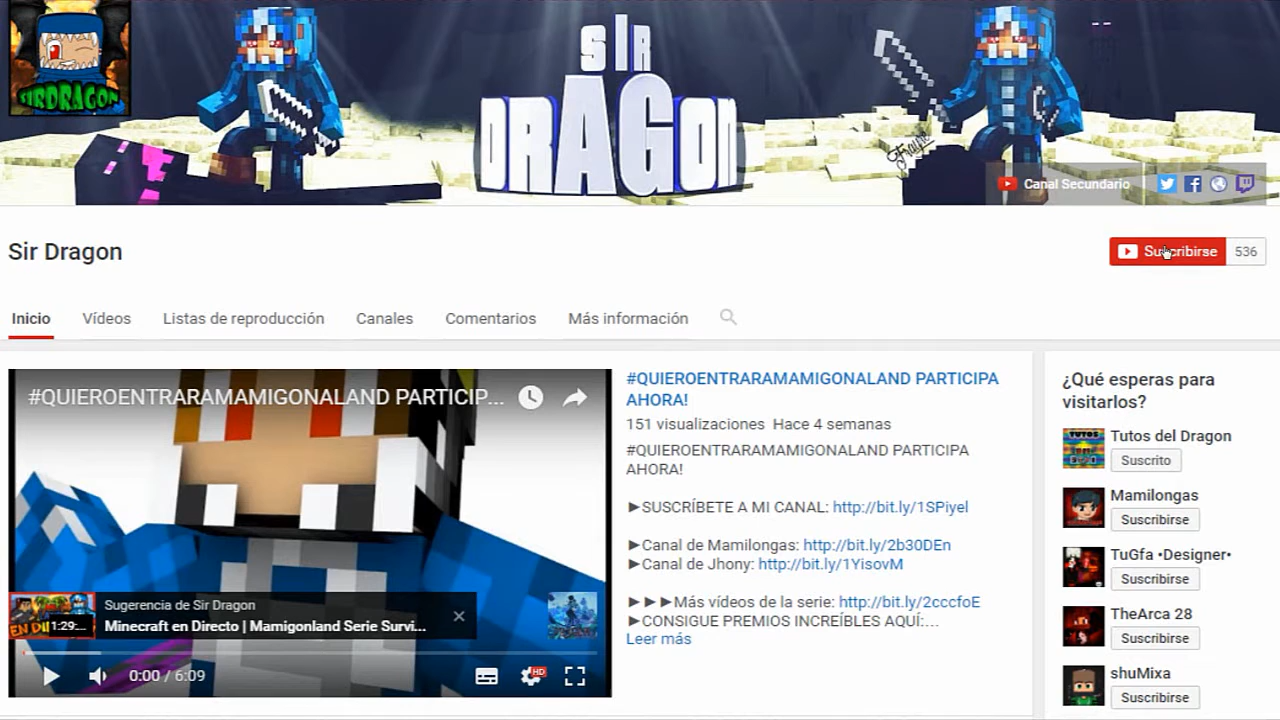 SIRDRAGON
SIR
DRAGON
Canal Secundario
Sir Dragon
Suscribirse 536
Inicio Vídeos Listas de reproducción Canales Comentarios Más información
#QUIEROENTRARAMAMIGONALAND PARTICIP...
Sugerencia de Sir Dragon
Minecraft en Directo | Mamigonland Serie Survi...
1:29:...
EN DI
0:00 / 6:09
HD
#QUIEROENTRARAMAMIGONALAND PARTICIPA
AHORA!
151 visualizaciones Hace 4 semanas
#QUIEROENTRARAMAMIGONALAND PARTICIPA
AHORA!
►SUSCRÍBETE A MI CANAL: http://bit.ly/1SPiyel
►Canal de Mamilongas: http://bit.ly/2b30DEn
►Canal de Jhony: http://bit.ly/1YisovM
►►►Más vídeos de la serie: http://bit.ly/2cccfoE
►CONSIGUE PREMIOS INCREÍBLES AQUÍ:...
Leer más
¿Qué esperas para
visitarlos?
TUTOS
Tutos del Dragon
Suscrito
Mamilongas
Suscribirse
TuGfa •Designer•
Suscribirse
TheArca 28
Suscribirse
shuMixa
Suscribirse